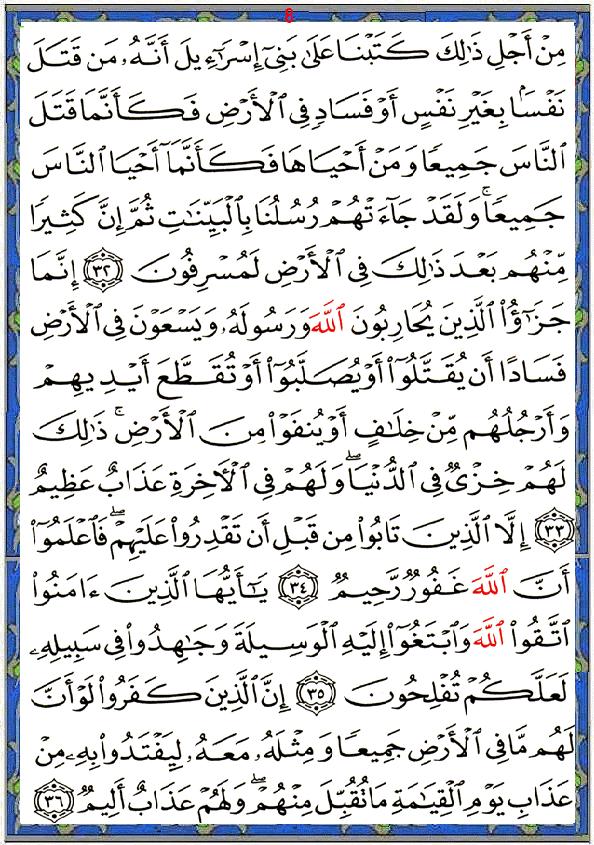 8
مِنْ أَجْلِ ذَٰلِكَ كَتَبْنَا عَلَىٰ بَنِىٓ إِسْرَٰٓءِيلَ أَنَّهُۥ مَن قَتَلَ
نَفْسًۢا بِغَيْرِ نَفْسٍ أَوْ فَسَادٍ فِى ٱلْأَرْضِ فَكَأَنَّمَا قَتَلَ
ٱلنَّاسَ جَمِيعًا وَمَنْ أَحْيَاهَا فَكَأَنَّمَآ أَحْيَا ٱلنَّاسَ
جَمِيعًا ۚ وَلَقَدْ جَآءَتْهُمْ رُسُلُنَا بِٱلْبَيِّنَٰتِ ثُمَّ إِنَّ كَثِيرًا
مِّنْهُم بَعْدَ ذَٰلِكَ فِى ٱلْأَرْضِ لَمُسْرِفُونَ ٣٢ إِنَّمَا
جَزَٰٓؤُا۟ ٱلَّذِينَ يُحَارِبُونَ ٱللَّهَ وَرَسُولَهُۥ وَيَسْعَوْنَ فِى ٱلْأَرْضِ
فَسَادًا أَن يُقَتَّلُوٓا۟ أَوْ يُصَلَّبُوٓا۟ أَوْ تُقَطَّعَ أَيْدِيهِمْ
وَأَرْجُلُهُم مِّنْ خِلَٰفٍ أَوْ يُنفَوْا۟ مِنَ ٱلْأَرْضِ ۚ ذَٰلِكَ
لَهُمْ خِزْىٌ فِى ٱلدُّنْيَا ۖ وَلَهُمْ فِى ٱلْءَاخِرَةِ عَذَابٌ عَظِيمٌ
٣٣ إِلَّا ٱلَّذِينَ تَابُوا۟ مِن قَبْلِ أَن تَقْدِرُوا۟ عَلَيْهِمْ ۖ فَٱعْلَمُوٓا۟
أَنَّ ٱللَّهَ غَفُورٌ رَّحِيمٌ ٣٤ يَٰٓأَيُّهَا ٱلَّذِينَ ءَامَنُوا۟
ٱتَّقُوا۟ ٱللَّهَ وَٱبْتَغُوٓا۟ إِلَيْهِ ٱلْوَسِيلَةَ وَجَٰهِدُوا۟ فِى سَبِيلِهِۦ
لَعَلَّكُمْ تُفْلِحُونَ ٣٥ إِنَّ ٱلَّذِينَ كَفَرُوا۟ لَوْ أَنَّ
لَهُم مَّا فِى ٱلْأَرْضِ جَمِيعًا وَمِثْلَهُۥ مَعَهُۥ لِيَفْتَدُوا۟ بِهِۦ مِنْ
عَذَابِ يَوْمِ ٱلْقِيَٰمَةِ مَا تُقُبِّلَ مِنْهُمْ ۖ وَلَهُمْ عَذَابٌ أَلِيمٌ ٣٦